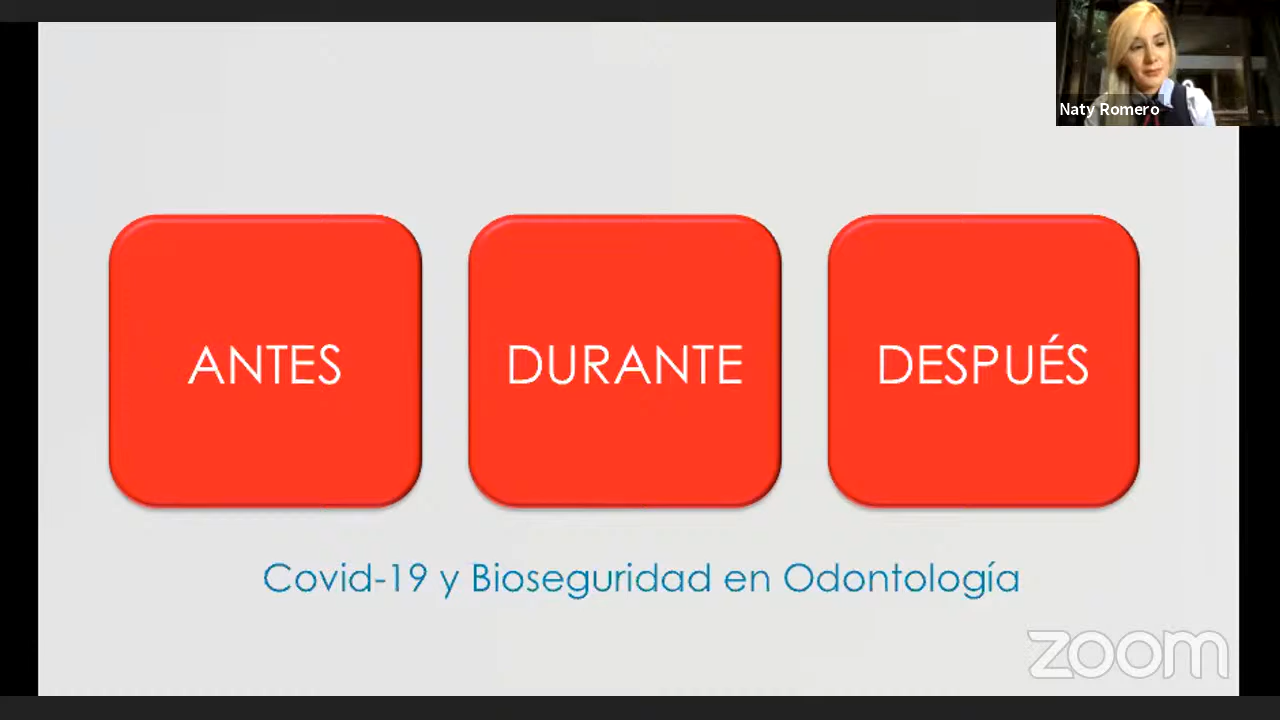 Naty Romero
ANTES
DURANTE
DESPUÉS
Covid-19 y Bioseguridad en Odontología
zoom